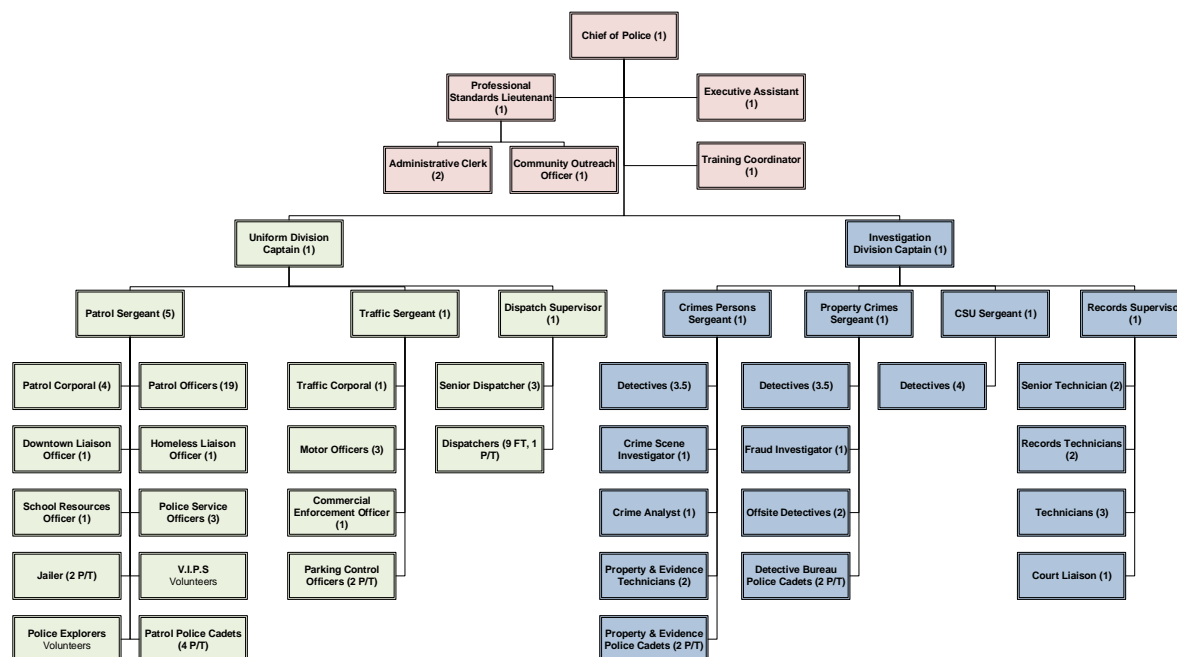 Chief of Police (1)
Professional
Standards Lieutenant
(1)
Executive Assistant
(1)
Administrative Clerk
(2)
Community Outreach
Officer (1)
Training Coordinator
(1)
Uniform Division
Captain (1)
Investigation
Division Captain (1)
Patrol Sergeant (5)
Traffic Sergeant (1)
Dispatch Supervisor
(1)
Crimes Persons
Sergeant (1)
Property Crimes
Sergeant (1)
CSU Sergeant (1)
Records Supervisor
(1)
Patrol Corporal (4)
Patrol Officers (19)
Traffic Corporal (1)
Senior Dispatcher (3)
Detectives (3.5)
Detectives (3.5)
Detectives (4)
Senior Technician (2)
Downtown Liaison
Officer (1)
Homeless Liaison
Officer (1)
Motor Officers (3)
Dispatchers (9 FT, 1
P/T)
Crime Scene
Investigator (1)
Fraud Investigator (1)
Records Technicians
(2)
School Resources
Officer (1)
Police Service
Officers (3)
Commercial
Enforcement Officer
(1)
Crime Analyst (1)
Offsite Detectives (2)
Technicians (3)
Jailer (2 P/T)
V.I.P.S
Volunteers
Parking Control
Officers (2 P/T)
Property & Evidence
Technicians (2)
Detective Bureau
Police Cadets (2 P/T)
Court Liaison (1)
Police Explorers
Volunteers
Patrol Police Cadets
(4 P/T)
Property & Evidence
Police Cadets (2 P/T)